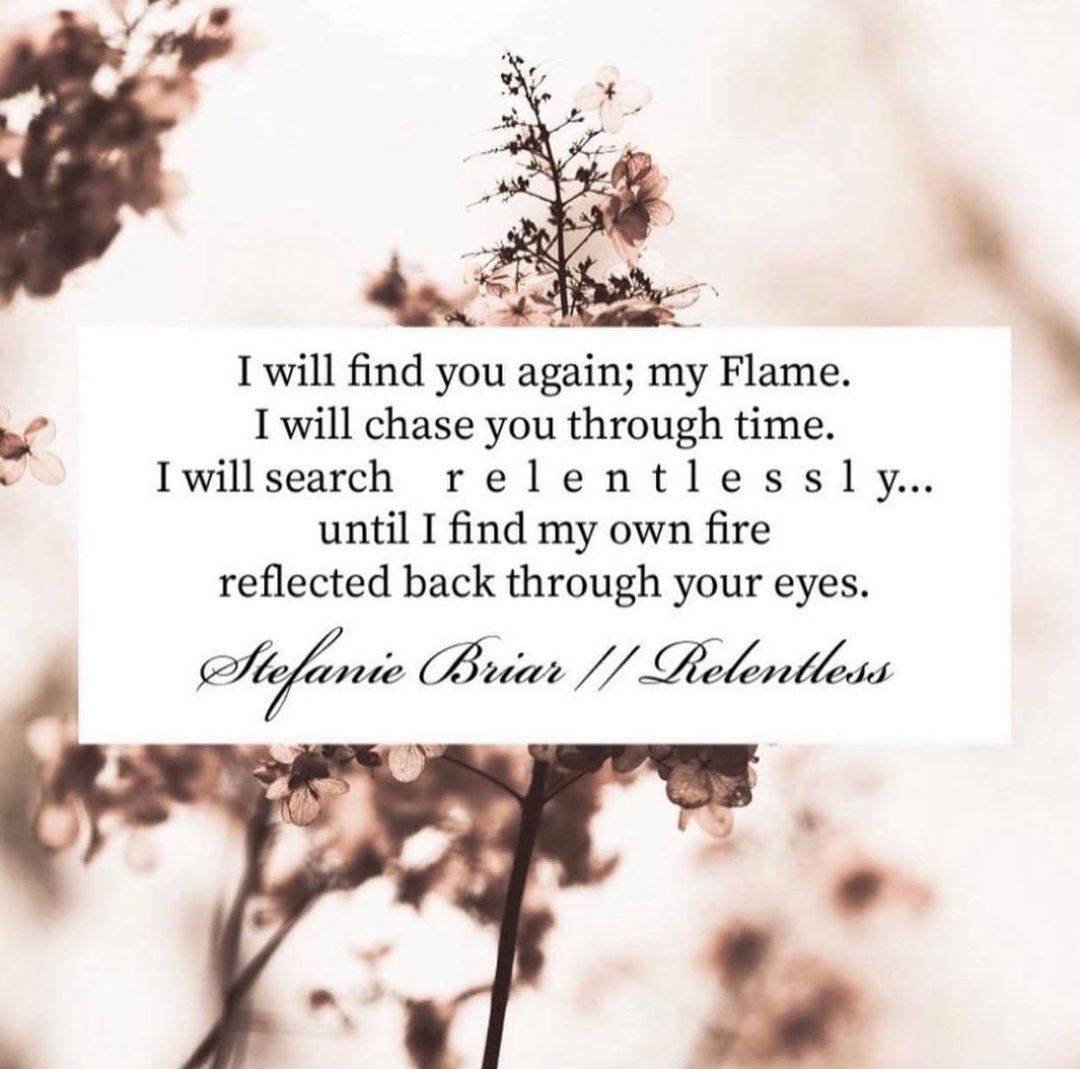 I will find you again; my Flame.
I will chase you through time.
I will search r e l e n t l e s s l y...
until I find my own fire
reflected back through your eyes.
Stefanie Briar // Relentless